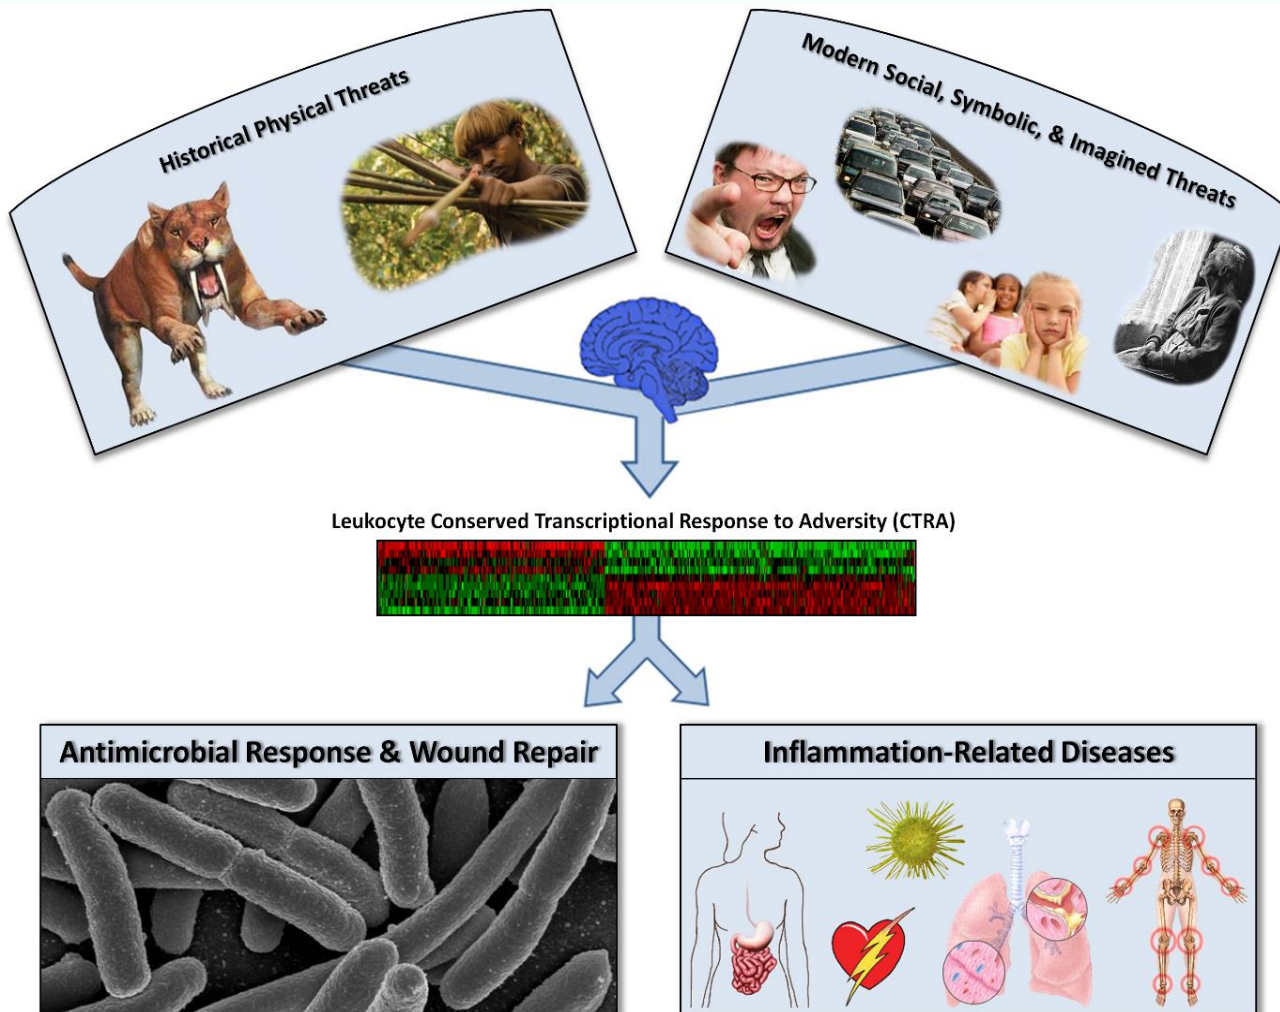 Historical Physical Threats
Modern Social, Symbolic, & Imagined Threats
Leukocyte Conserved Transcriptional Response to Adversity (CTRA)
Antimicrobial Response & Wound Repair
Inflammation-Related Diseases